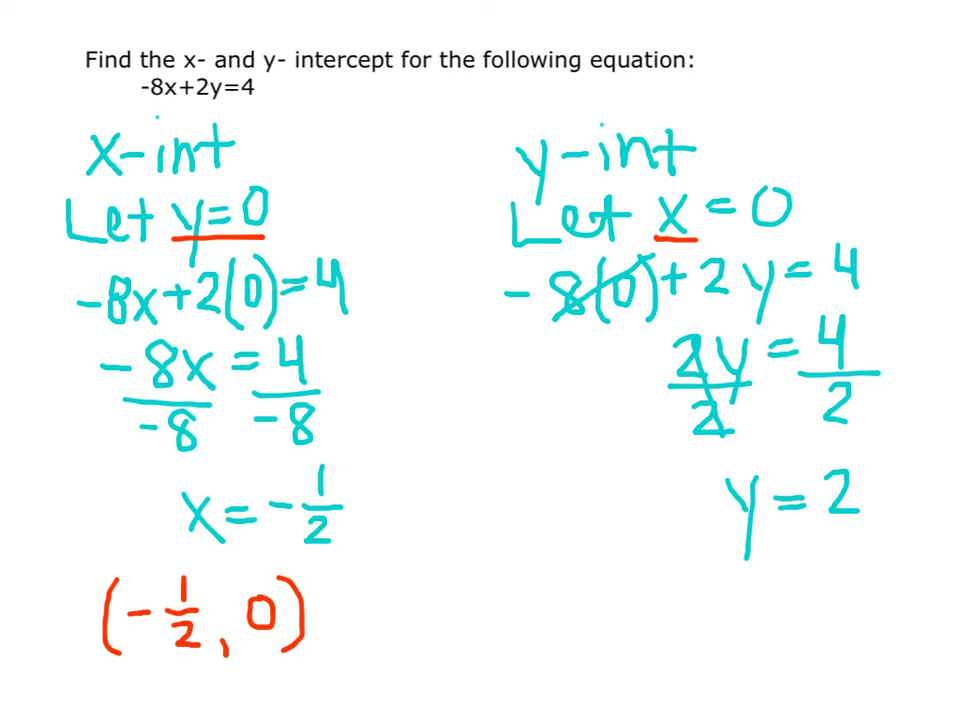 Find the x- and y- intercept for the following equation:
-8x+2y=4
x-int
Let y=0
-8x+2(0)=4
-8x = 4
-8 -8
x = -1/2
(-1/2, 0)
y-int
Let x = 0
-8(0)+2y=4
2y = 4
2 2
y = 2